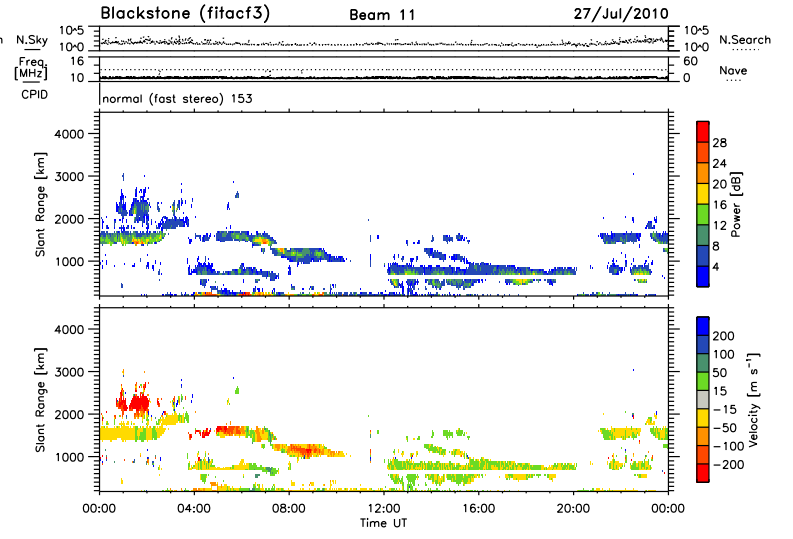 Blackstone (fitacf3) Beam 11 27/Jul/2010
N.Sky 10^5 10^0 10^5 10^0 N.Search
Freq. [MHz] 16 10 60 0 Nave
CPID normal (fast stereo) 153
Slant Range [km] 4000 3000 2000 1000
Power [dB] 28 24 20 16 12 8 4
Slant Range [km] 4000 3000 2000 1000
Velocity [m s⁻¹] 200 100 50 15 −15 −50 −100 −200
00:00 04:00 08:00 12:00 16:00 20:00 00:00
Time UT